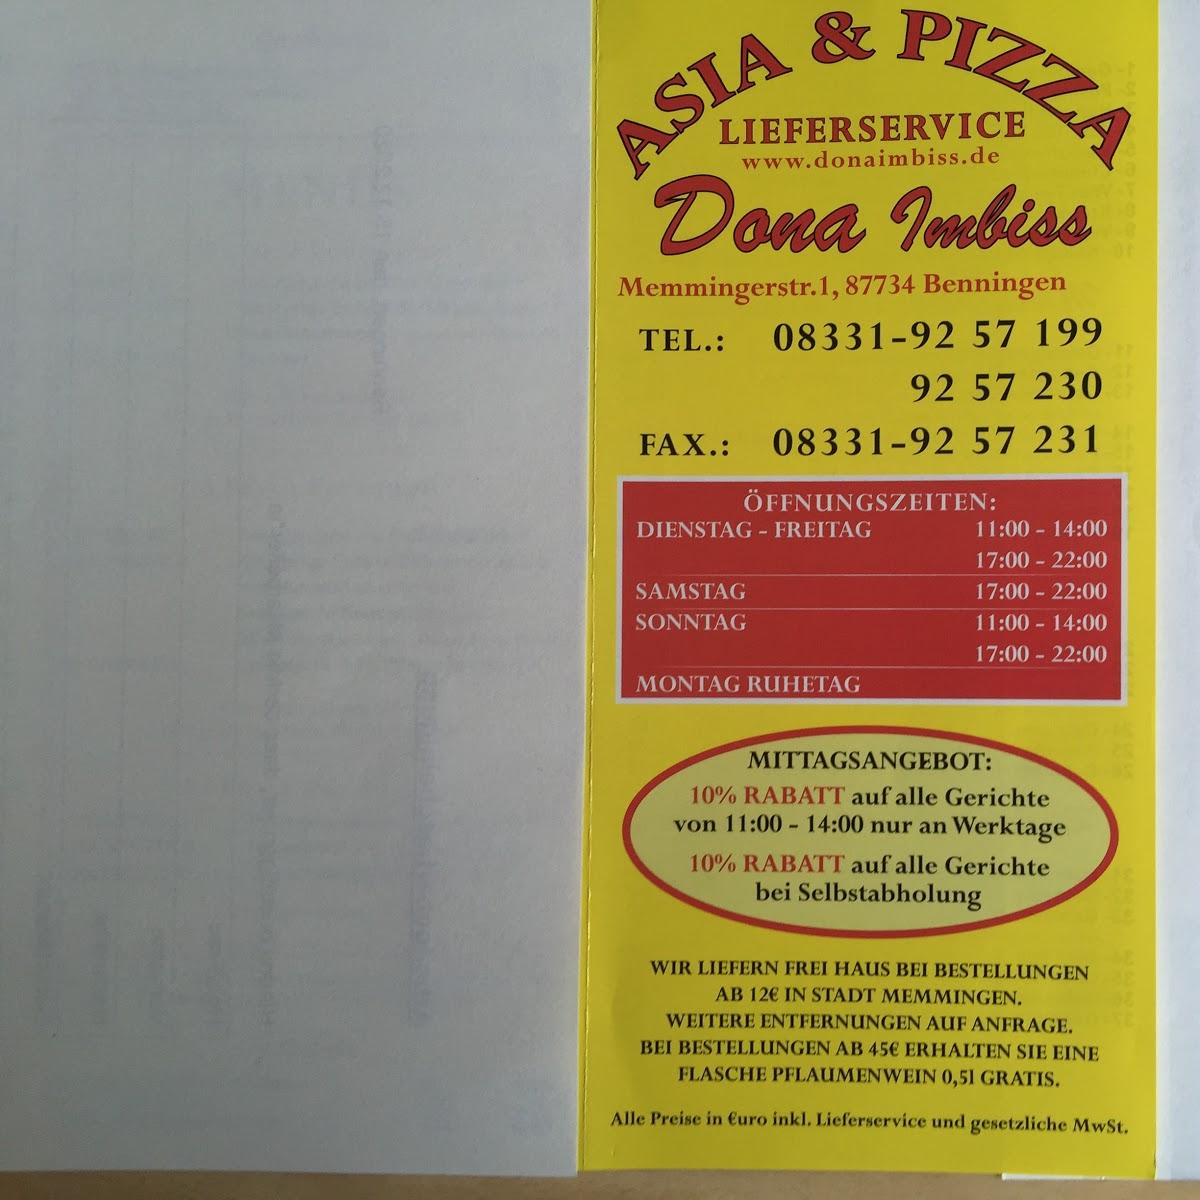 ASIA & PIZZA
LIEFERSERVICE
www.donaimbiss.de
Dona Imbiss
Memmingerstr.1, 87734 Benningen
TEL.: 08331-92 57 199
92 57 230
FAX.: 08331-92 57 231
ÖFFNUNGSZEITEN:
DIENSTAG - FREITAG 11:00 - 14:00
17:00 - 22:00
SAMSTAG 17:00 - 22:00
SONNTAG 11:00 - 14:00
17:00 - 22:00
MONTAG RUHETAG
MITTAGSANGEBOT:
10% RABATT auf alle Gerichte
von 11:00 - 14:00 nur an Werktage
10% RABATT auf alle Gerichte
bei Selbstabholung
WIR LIEFERN FREI HAUS BEI BESTELLUNGEN
AB 12€ IN STADT MEMMINGEN.
WEITERE ENTFERNUNGEN AUF ANFRAGE.
BEI BESTELLUNGEN AB 45€ ERHALTEN SIE EINE
FLASCHE PFLAUMENWEIN 0,5l GRATIS.
Alle Preise in €uro inkl. Lieferservice und gesetzliche MwSt.